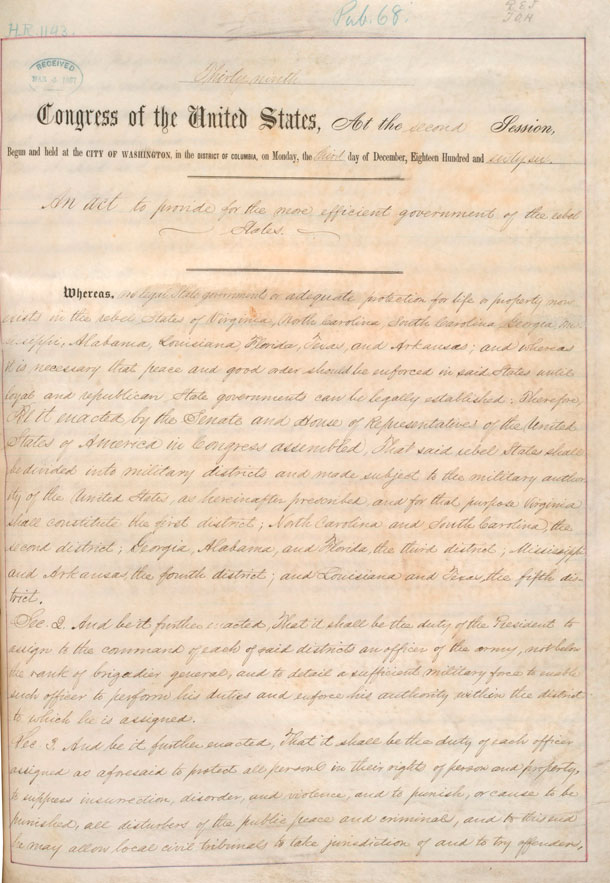 H.R. 1143.
Pub. 68.
RECEIVED
Thirty-ninth
Congress of the United States, At the second Session,
Begun and held at the CITY OF WASHINGTON, in the DISTRICT OF COLUMBIA, on Monday, the third day of December, Eighteen Hundred and sixty-six.
AN ACT to provide for the more efficient government of the rebel
States.
Whereas, no legal State government or adequate protection for life or property now
exists in the rebel States of Virginia, North Carolina, South Carolina, Georgia, Mis-
sissippi, Alabama, Louisiana, Florida, Texas, and Arkansas; and whereas
it is necessary that peace and good order should be enforced in said States until
loyal and republican State governments can be legally established: Therefore,
Be it enacted by the Senate and House of Representatives of the United
States of America in Congress assembled, That said rebel States shall
be divided into military districts and made subject to the military author-
ity of the United States, as hereinafter prescribed, and for that purpose Virginia
shall constitute the first district; North Carolina and South Carolina, the
second district; Georgia, Alabama, and Florida, the third district; Mississippi
and Arkansas, the fourth district; and Louisiana and Texas, the fifth dis-
trict.
Sec. 2. And be it further enacted, That it shall be the duty of the President to
assign to the command of each of said districts an officer of the army, not below
the rank of brigadier general, and to detail a sufficient military force to enable
such officer to perform his duties and enforce his authority within the district
to which he is assigned.
Sec. 3. And be it further enacted, That it shall be the duty of each officer
assigned as aforesaid to protect all persons in their rights of person and property,
to suppress insurrection, disorder, and violence, and to punish, or cause to be
punished, all disturbers of the public peace and criminals, and to this end
he may allow local civil tribunals to take jurisdiction of and to try offenders,